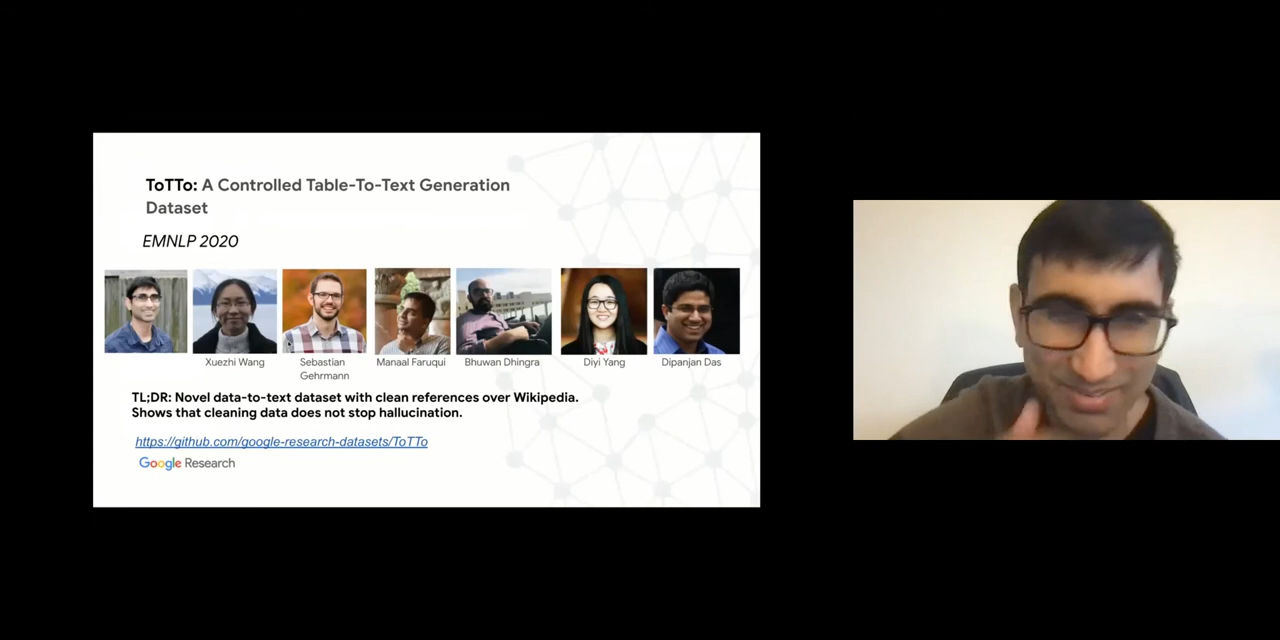 ToTTo: A Controlled Table-To-Text Generation
Dataset
EMNLP 2020
Xuezhi Wang
Sebastian
Gehrmann
Manaal Faruqui
Bhuwan Dhingra
Diyi Yang
Dipanjan Das
TL;DR: Novel data-to-text dataset with clean references over Wikipedia.
Shows that cleaning data does not stop hallucination.
https://github.com/google-research-datasets/ToTTo
Google Research